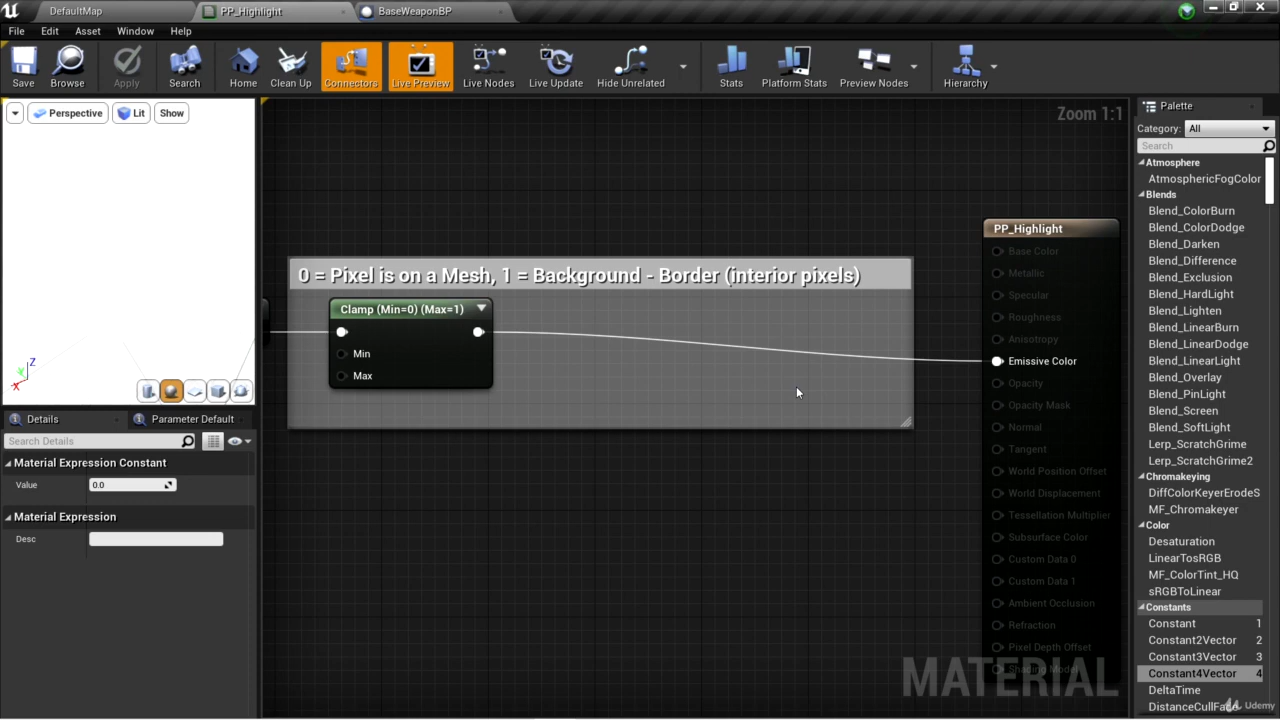 DefaultMap
PP_Highlight
BaseWeaponBP
File
Edit
Asset
Window
Help
Save
Browse
Apply
Search
Home
Clean Up
Connectors
Live Preview
Live Nodes
Live Update
Hide Unrelated
Stats
Platform Stats
Preview Nodes
Hierarchy
Perspective
Lit
Show
Z
Y
X
Zoom 1:1
0 = Pixel is on a Mesh, 1 = Background - Border (interior pixels)
Clamp (Min=0) (Max=1)
Min
Max
PP_Highlight
Base Color
Metallic
Specular
Roughness
Anisotropy
Emissive Color
Opacity
Opacity Mask
Normal
Tangent
World Position Offset
World Displacement
Tessellation Multiplier
Subsurface Color
Custom Data 0
Custom Data 1
Ambient Occlusion
Refraction
Pixel Depth Offset
Shading Model
MATERIAL
Details
Parameter Default
Search Details
Material Expression Constant
Value
0.0
Material Expression
Desc
Palette
Category:
All
Search
Atmosphere
AtmosphericFogColor
Blends
Blend_ColorBurn
Blend_ColorDodge
Blend_Darken
Blend_Difference
Blend_Exclusion
Blend_HardLight
Blend_Lighten
Blend_LinearBurn
Blend_LinearDodge
Blend_LinearLight
Blend_Overlay
Blend_PinLight
Blend_Screen
Blend_SoftLight
Lerp_ScratchGrime
Lerp_ScratchGrime2
Chromakeying
DiffColorKeyerErodeS
MF_Chromakeyer
Color
Desaturation
LinearTosRGB
MF_ColorTint_HQ
sRGBToLinear
Constants
Constant 1
Constant2Vector 2
Constant3Vector 3
Constant4Vector 4
DeltaTime
DistanceCullFade
Udemy